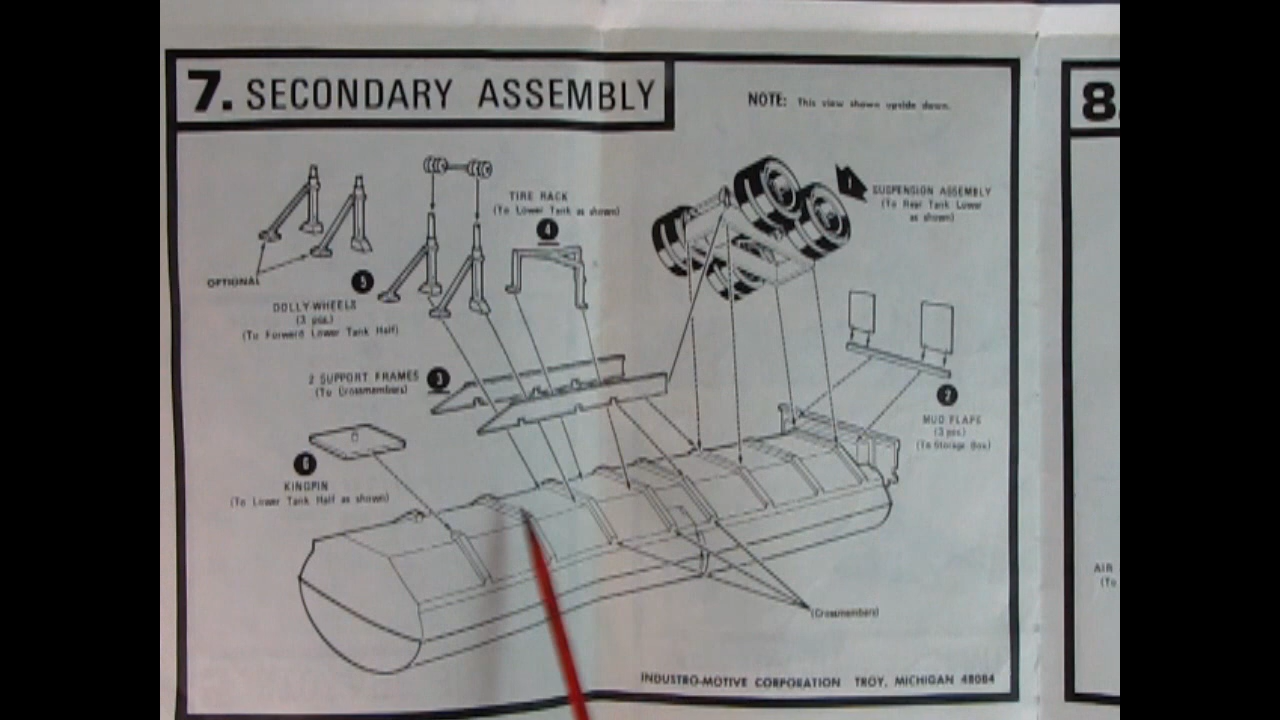 7. SECONDARY ASSEMBLY
NOTE: This view shown upside down.
TIRE RACK
(To Lower Tank as shown)
4
1
SUSPENSION ASSEMBLY
(To Rear Tank Lower
as shown)
OPTIONAL
5
DOLLY WHEELS
(3 pcs.)
(To Forward Lower Tank Half)
2 SUPPORT FRAMES
(To Crossmembers)
3
2
MUD FLAPS
(3 pcs.)
(To Storage Box)
6
KINGPIN
(To Lower Tank Half as shown)
(Crossmembers)
INDUSTRO-MOTIVE CORPORATION TROY, MICHIGAN 48084
8.
AIR
(To